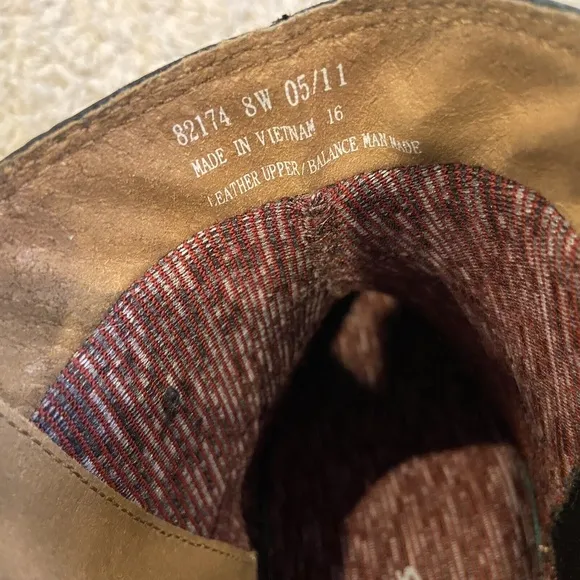 82174 8W 05/11
MADE IN VIETNAM 16
LEATHER UPPER/BALANCE MAN MADE